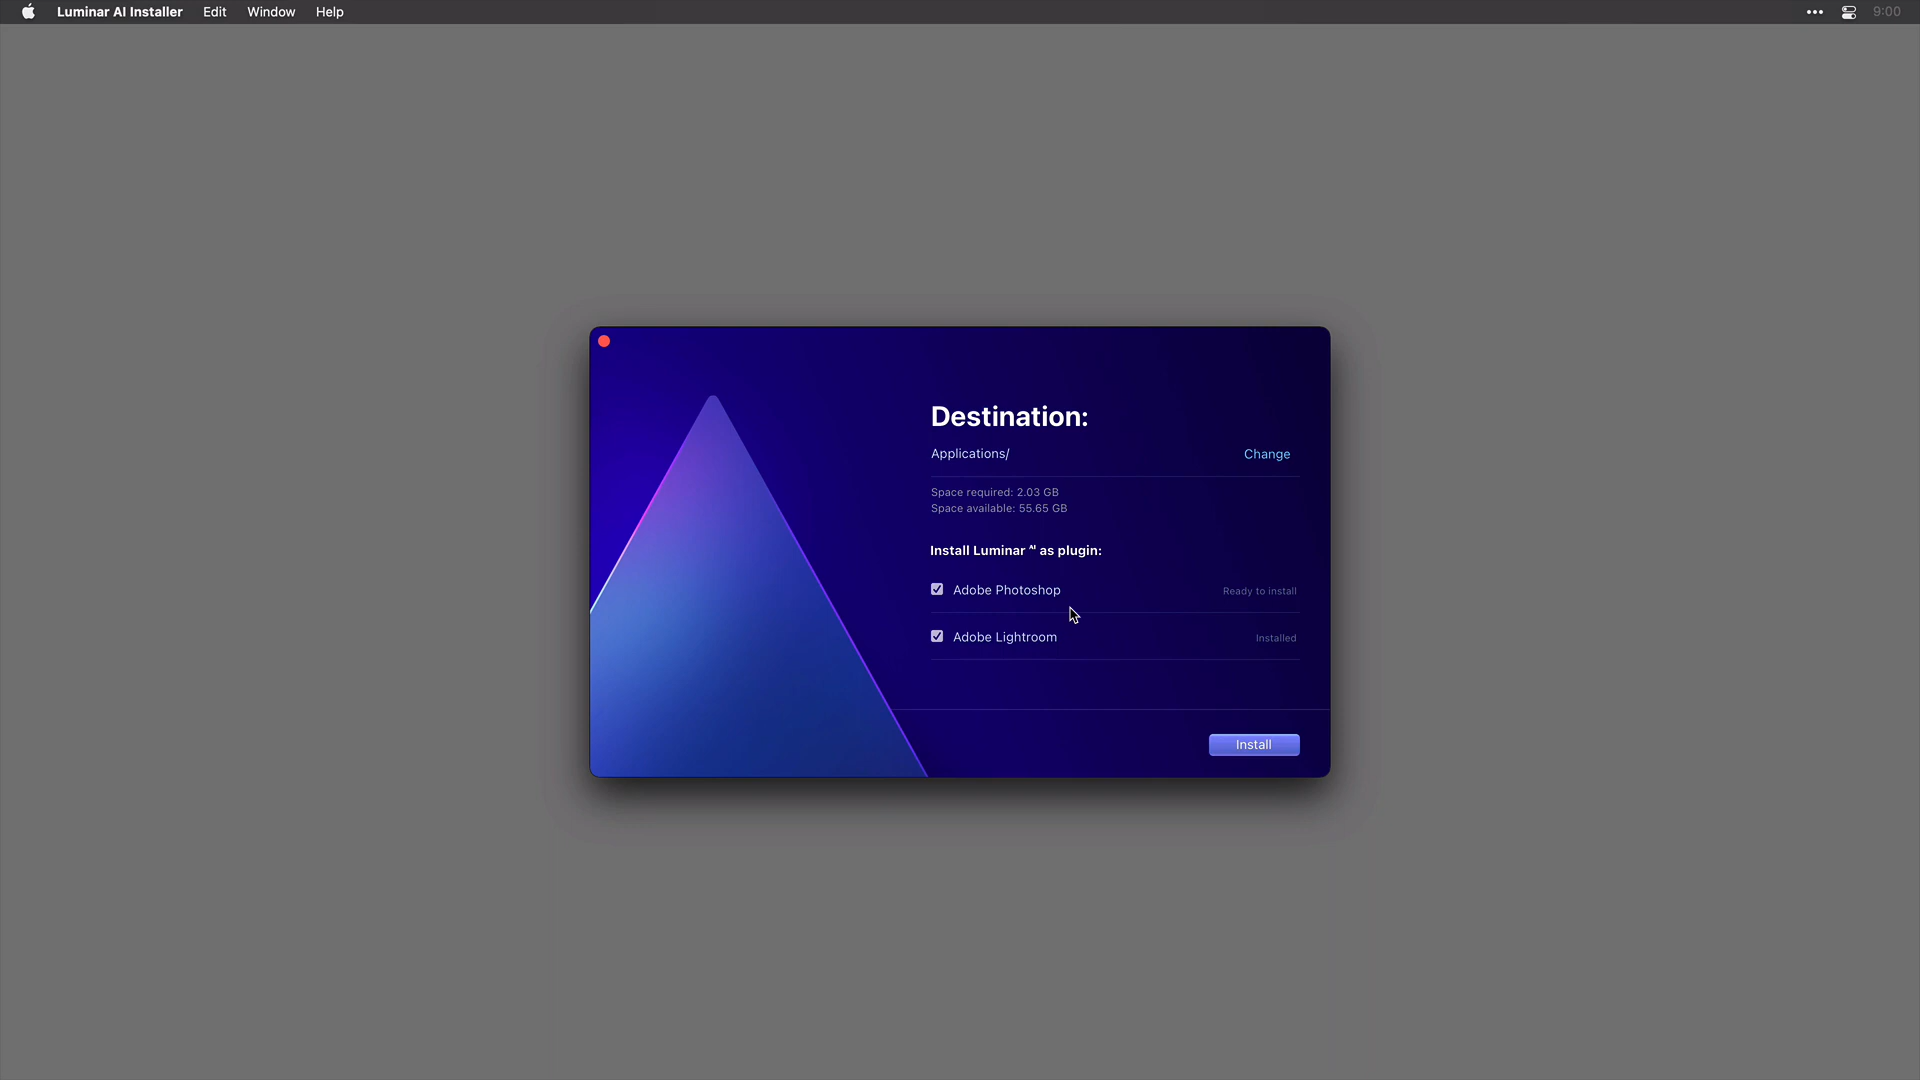 Luminar AI Installer Edit Window Help 9:00
Destination:
Applications/ Change
Space required: 2.03 GB
Space available: 55.65 GB
Install Luminar AI as plugin:
Adobe Photoshop Ready to install
Adobe Lightroom Installed
Install